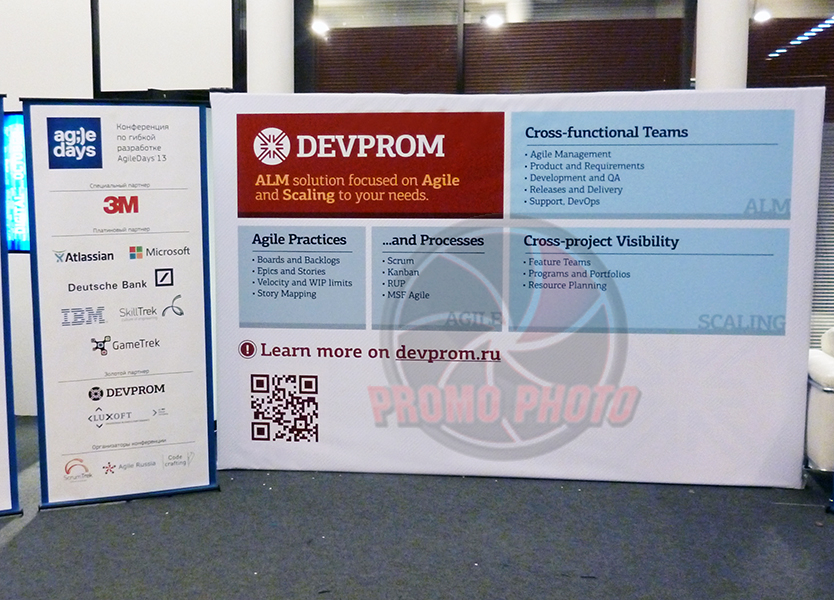 ag;le
days
Конференция
по гибкой
разработке
AgileDays 13
Специальный партнер
3M
Платиновый партнер
Atlassian
Microsoft
Deutsche Bank
IBM
SkillTrek
GameTrek
Золотой партнер
DEVPROM
LUXOFT
Организаторы конференции
ScrumTrek
Agile Russia
Code
crafting
DEVPROM
ALM solution focused on Agile
and Scaling to your needs.
Cross-functional Teams
• Agile Management
• Product and Requirements
• Development and QA
• Releases and Delivery
• Support, DevOps
ALM
Agile Practices
• Boards and Backlogs
• Epics and Stories
• Velocity and WIP limits
• Story Mapping
...and Processes
• Scrum
• Kanban
• RUP
• MSF Agile
AGILE
Cross-project Visibility
• Feature Teams
• Programs and Portfolios
• Resource Planning
SCALING
Learn more on devprom.ru
PROMO PHOTO